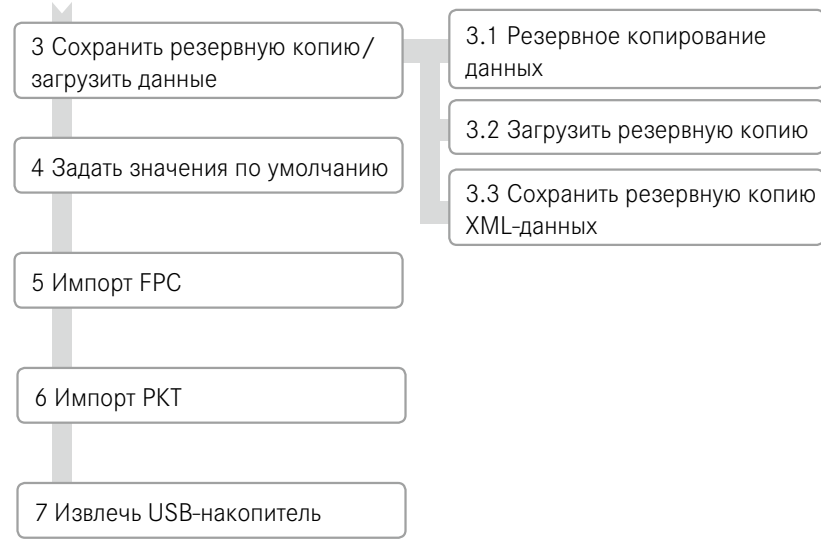 3 Сохранить резервную копию/
загрузить данные
3.1 Резервное копирование
данных
3.2 Загрузить резервную копию
3.3 Сохранить резервную копию
XML-данных
4 Задать значения по умолчанию
5 Импорт FPC
6 Импорт PKT
7 Извлечь USB-накопитель